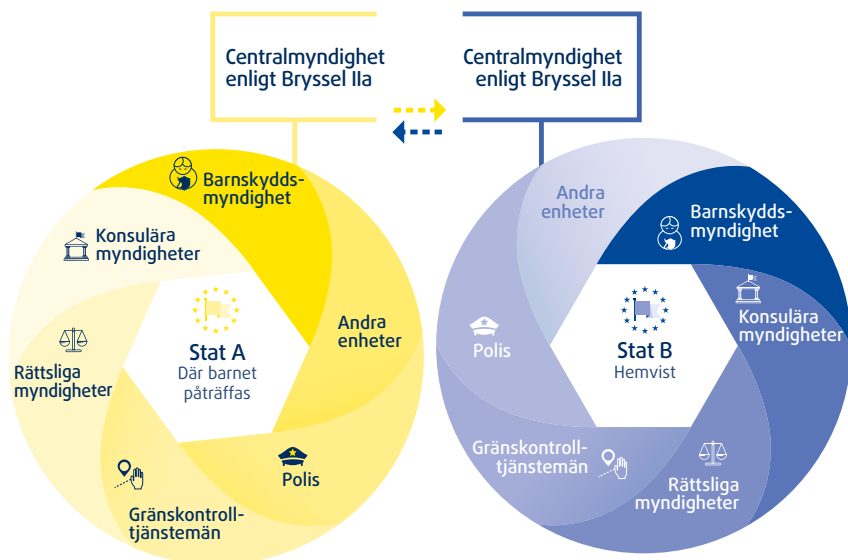 Centralmyndighet
enligt Bryssel IIa
Centralmyndighet
enligt Bryssel IIa
Barnskydds-
myndighet
Konsulära
myndigheter
Andra
enheter
Stat A
Där barnet
påträffas
Rättsliga
myndigheter
Polis
Gränskontroll-
tjänstemän
Andra
enheter
Barnskydds-
myndighet
Konsulära
myndigheter
Polis
Stat B
Hemvist
Gränskontroll-
tjänstemän
Rättsliga
myndigheter